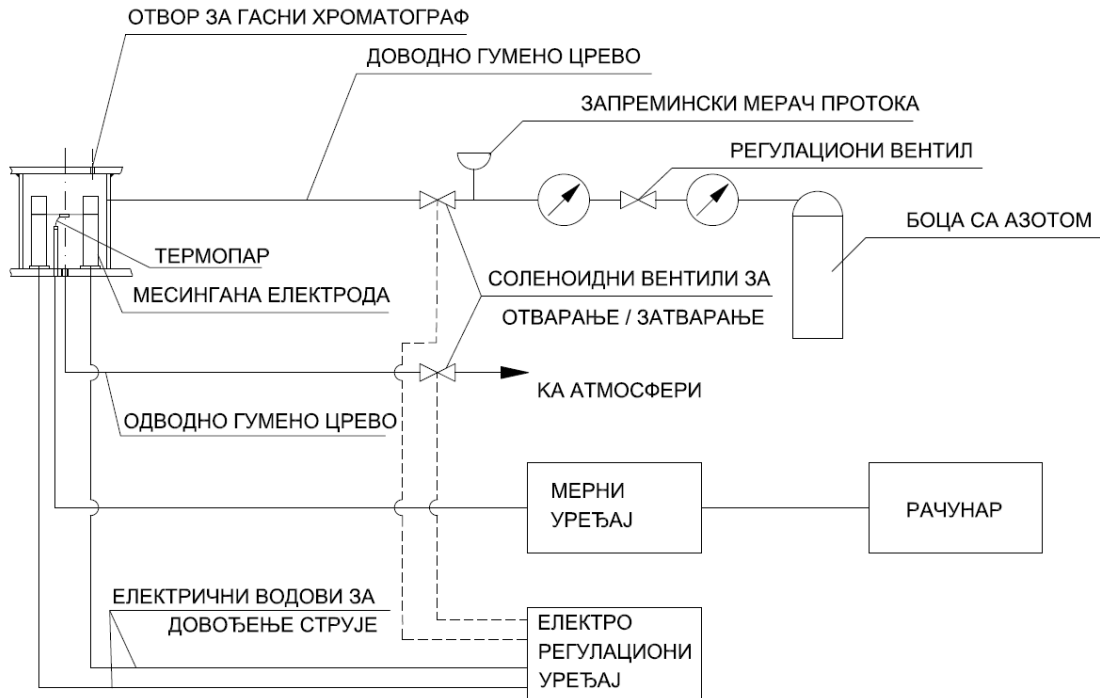 ОТВОР ЗА ГАСНИ ХРОМАТОГРАФ
ДОВОДНО ГУМЕНО ЦРЕВО
ЗАПРЕМИНСКИ МЕРАЧ ПРОТОКА
РЕГУЛАЦИОНИ ВЕНТИЛ
БОЦА СА АЗОТОМ
ТЕРМОПАР
МЕСИНГАНА ЕЛЕКТРОДА
СОЛЕНОИДНИ ВЕНТИЛИ ЗА
ОТВАРАЊЕ / ЗАТВАРАЊЕ
КА АТМОСФЕРИ
ОДВОДНО ГУМЕНО ЦРЕВО
МЕРНИ
УРЕЂАЈ
РАЧУНАР
ЕЛЕКТРИЧНИ ВОДОВИ ЗА
ДОВОЂЕЊЕ СТРУЈЕ
ЕЛЕКТРО
РЕГУЛАЦИОНИ
УРЕЂАЈ